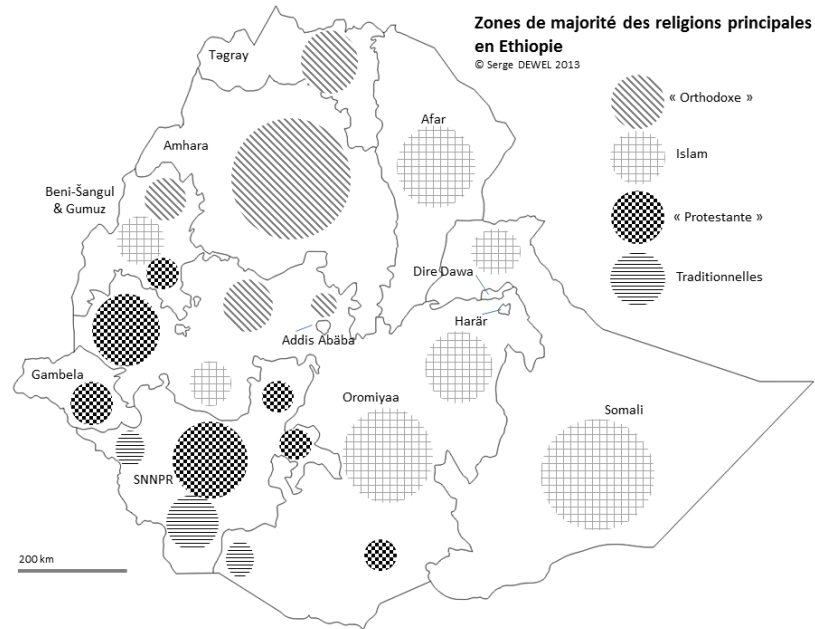 Zones de majorité des religions principales
en Ethiopie
© Serge DEWEL 2013
« Orthodoxe »
Islam
« Protestante »
Traditionnelles
Təgray
Afar
Amhara
Beni-Šangul
& Gumuz
Dire Dawa
Harär
Addis Abäba
Gambela
Oromiyaa
Somali
SNNPR
200 km